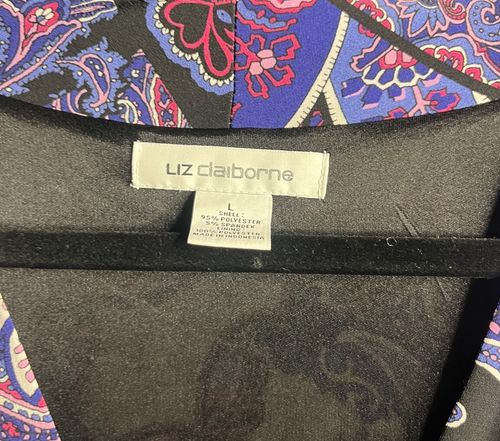 LIZ claiborne
L
SHELL:
95% POLYESTER
5% SPANDEX
LINING:
100% POLYESTER
MADE IN INDONESIA